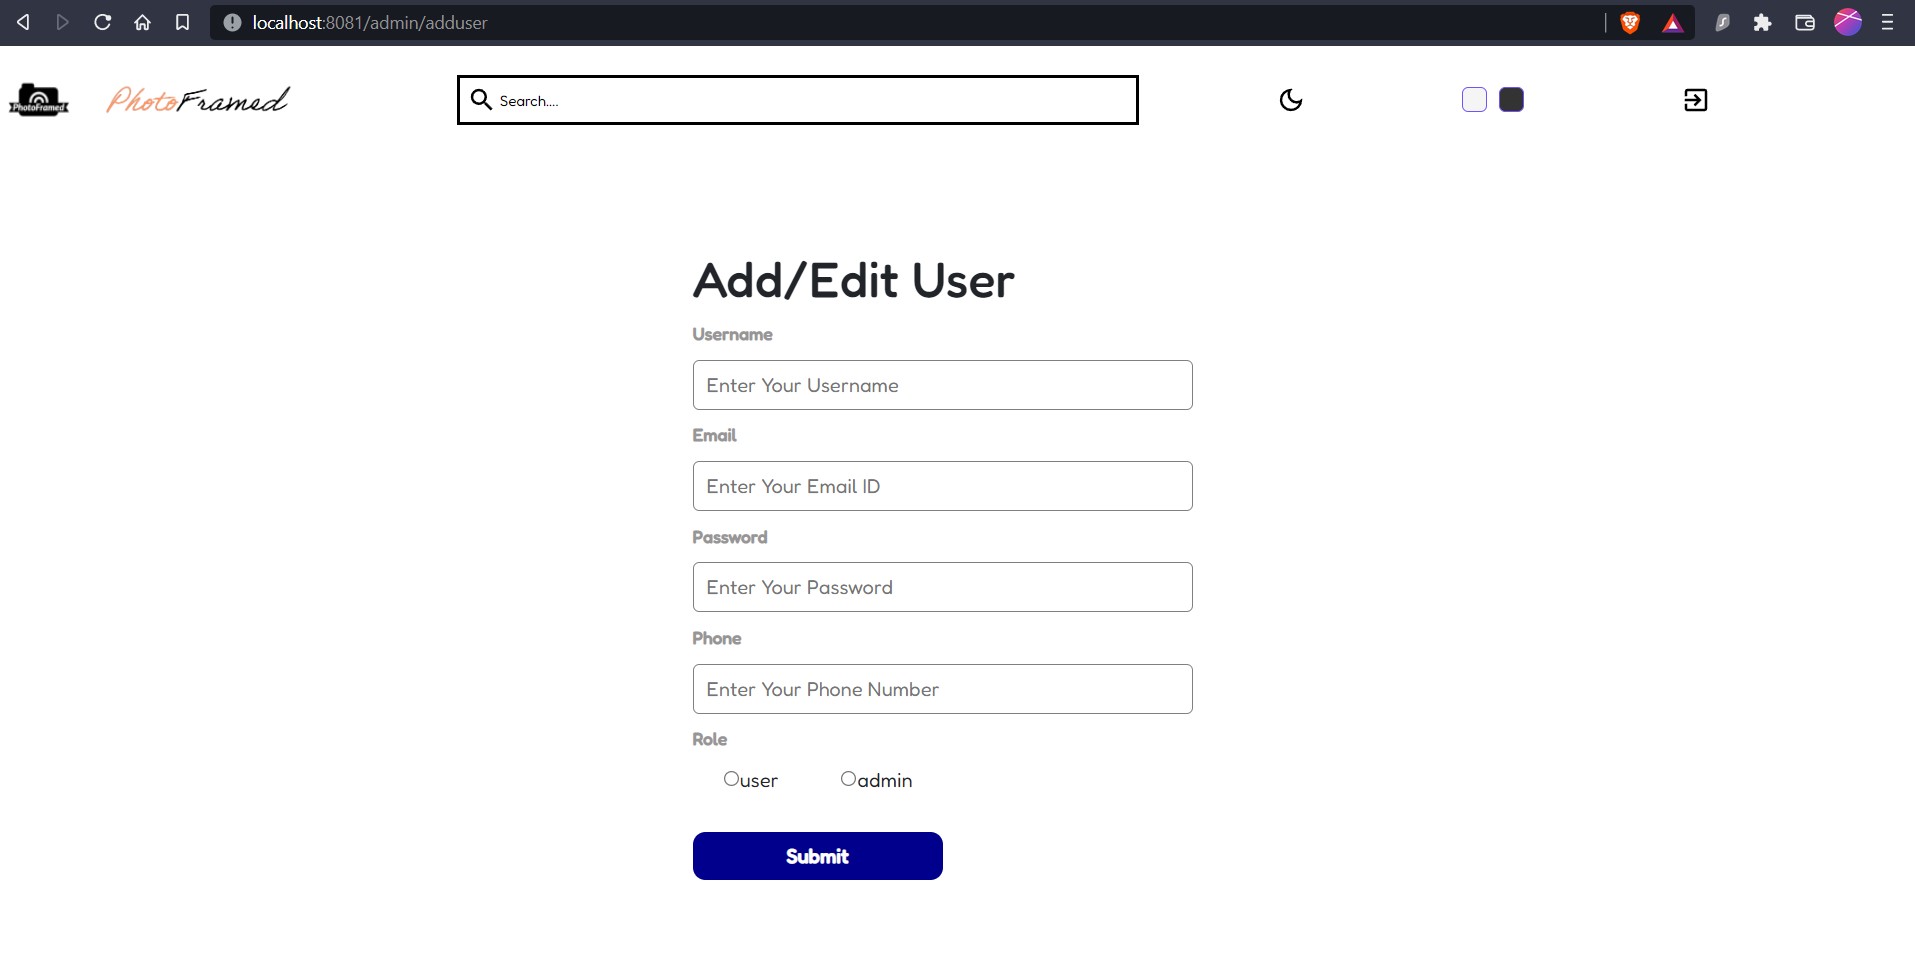 localhost:8081/admin/adduser
PhotoFramed
PhotoFramed
Search....
Add/Edit User
Username
Enter Your Username
Email
Enter Your Email ID
Password
Enter Your Password
Phone
Enter Your Phone Number
Role
user admin
Submit